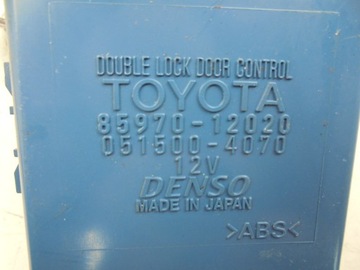 DOUBLE LOCK DOOR CONTROL
TOYOTA
85970-12020
051500-4070
12V
DENSO
MADE IN JAPAN
>ABS<